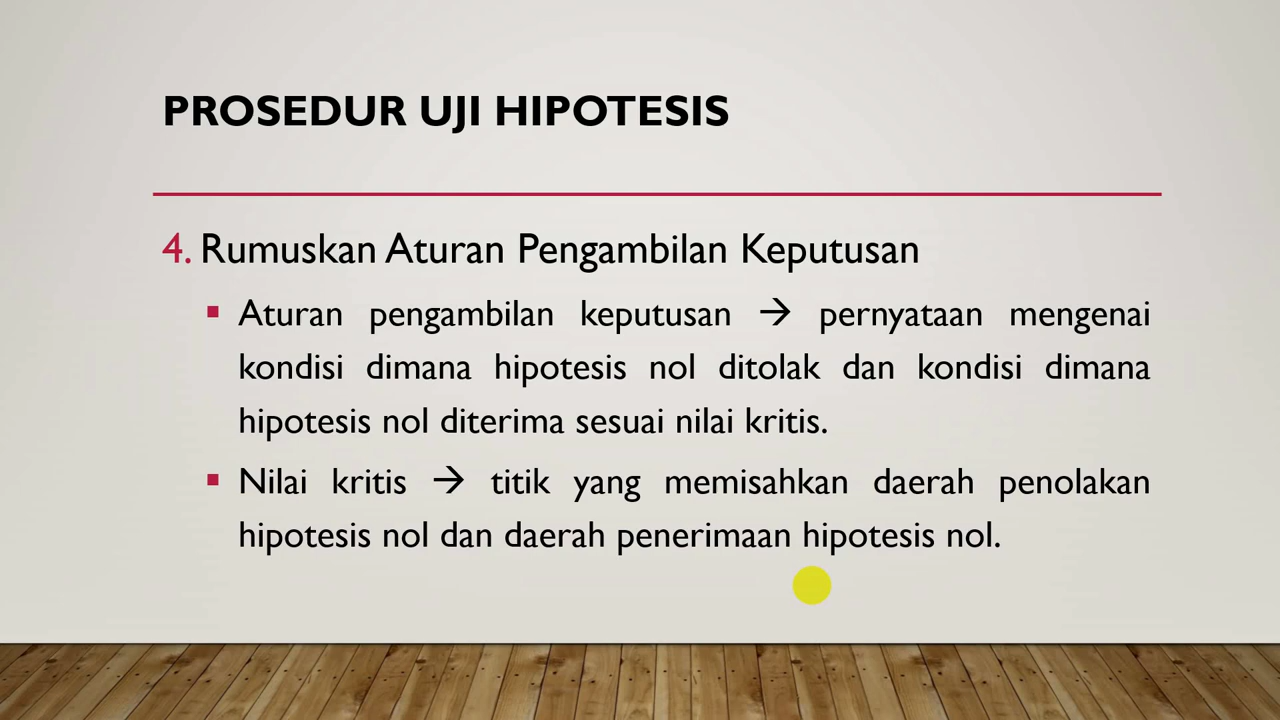 PROSEDUR UJI HIPOTESIS
4. Rumuskan Aturan Pengambilan Keputusan
▪ Aturan pengambilan keputusan → pernyataan mengenai
kondisi dimana hipotesis nol ditolak dan kondisi dimana
hipotesis nol diterima sesuai nilai kritis.
▪ Nilai kritis → titik yang memisahkan daerah penolakan
hipotesis nol dan daerah penerimaan hipotesis nol.